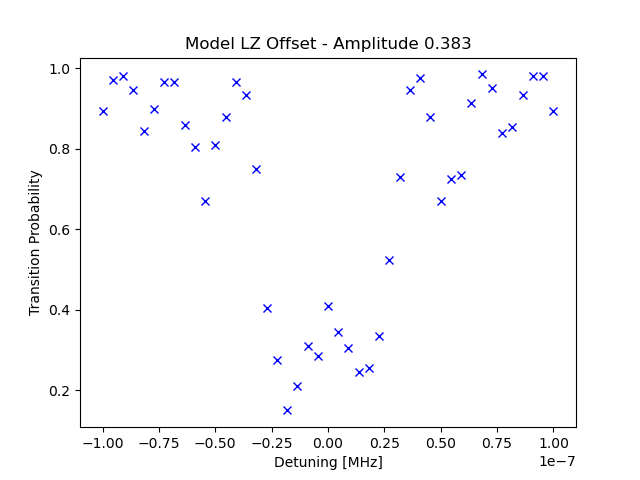 Model LZ Offset - Amplitude 0.383
Transition Probability
1.0
0.8
0.6
0.4
0.2
−1.00 −0.75 −0.50 −0.25 0.00 0.25 0.50 0.75 1.00
Detuning [MHz]
1e−7